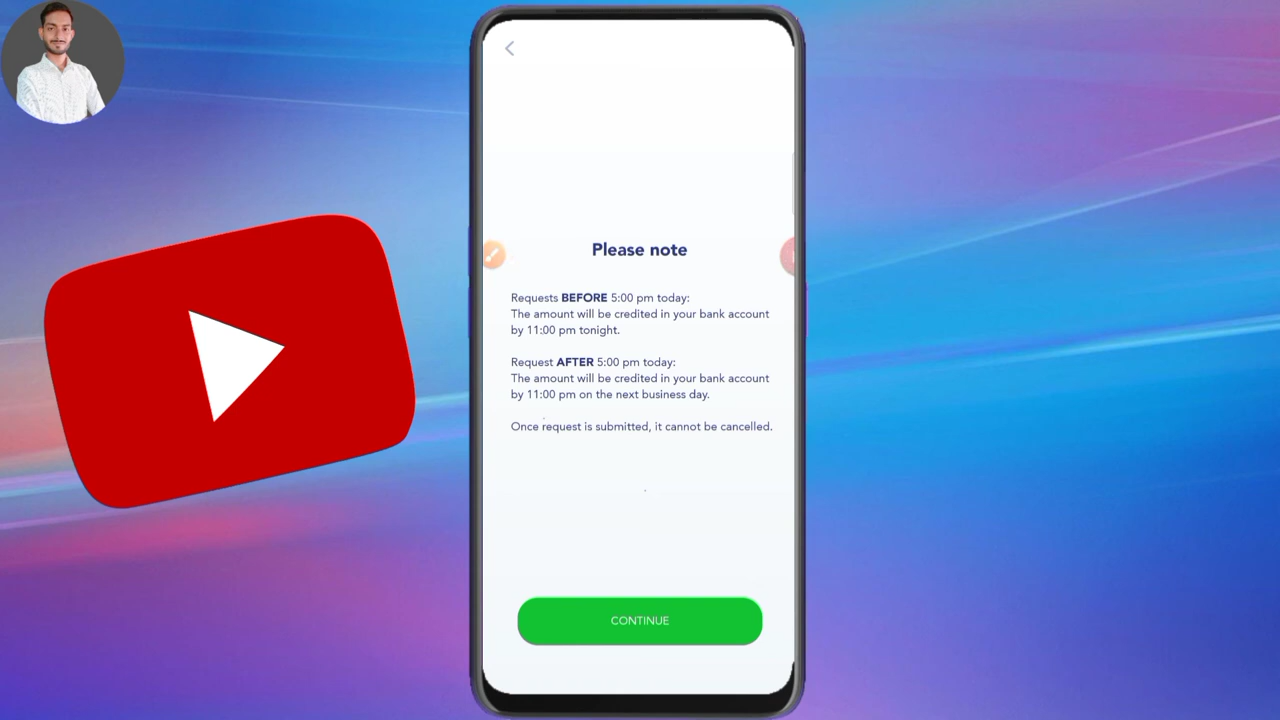 Please note
Requests BEFORE 5:00 pm today:
The amount will be credited in your bank account
by 11:00 pm tonight.
Request AFTER 5:00 pm today:
The amount will be credited in your bank account
by 11:00 pm on the next business day.
Once request is submitted, it cannot be cancelled.
CONTINUE